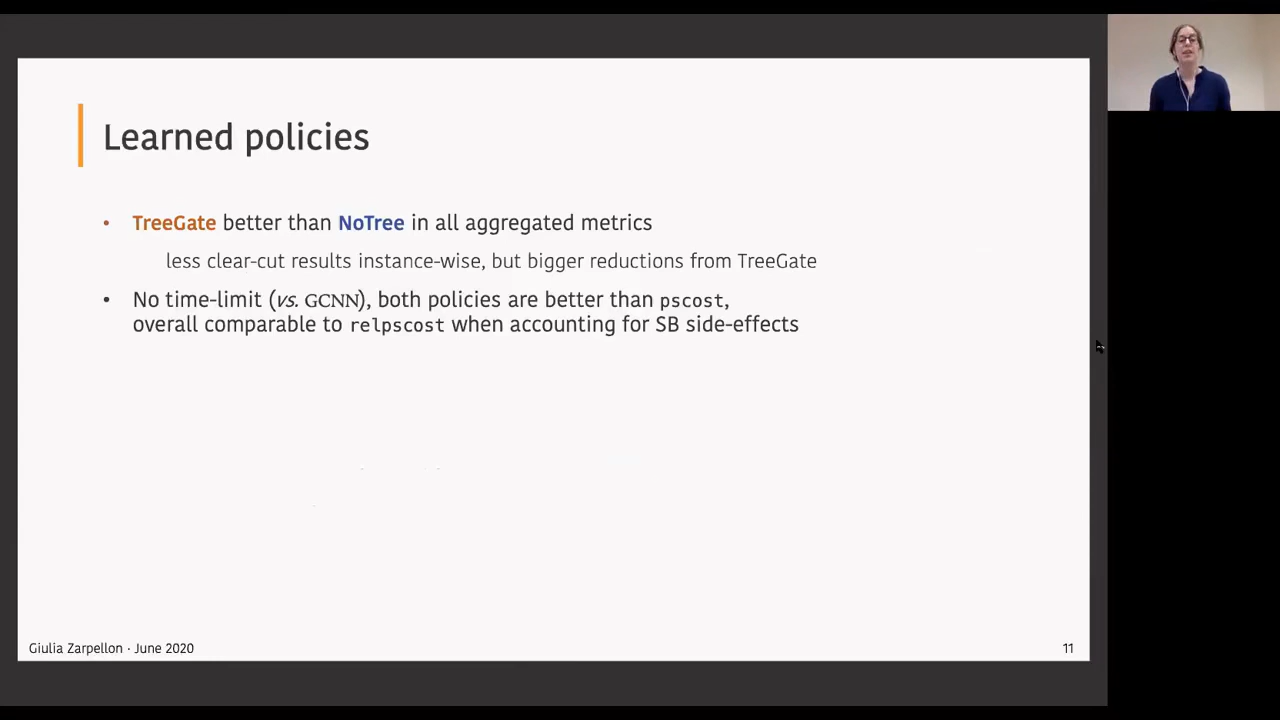 Learned policies
• TreeGate better than NoTree in all aggregated metrics
less clear-cut results instance-wise, but bigger reductions from TreeGate
• No time-limit (vs. GCNN), both policies are better than pscost,
overall comparable to relpscost when accounting for SB side-effects
Giulia Zarpellon · June 2020
11